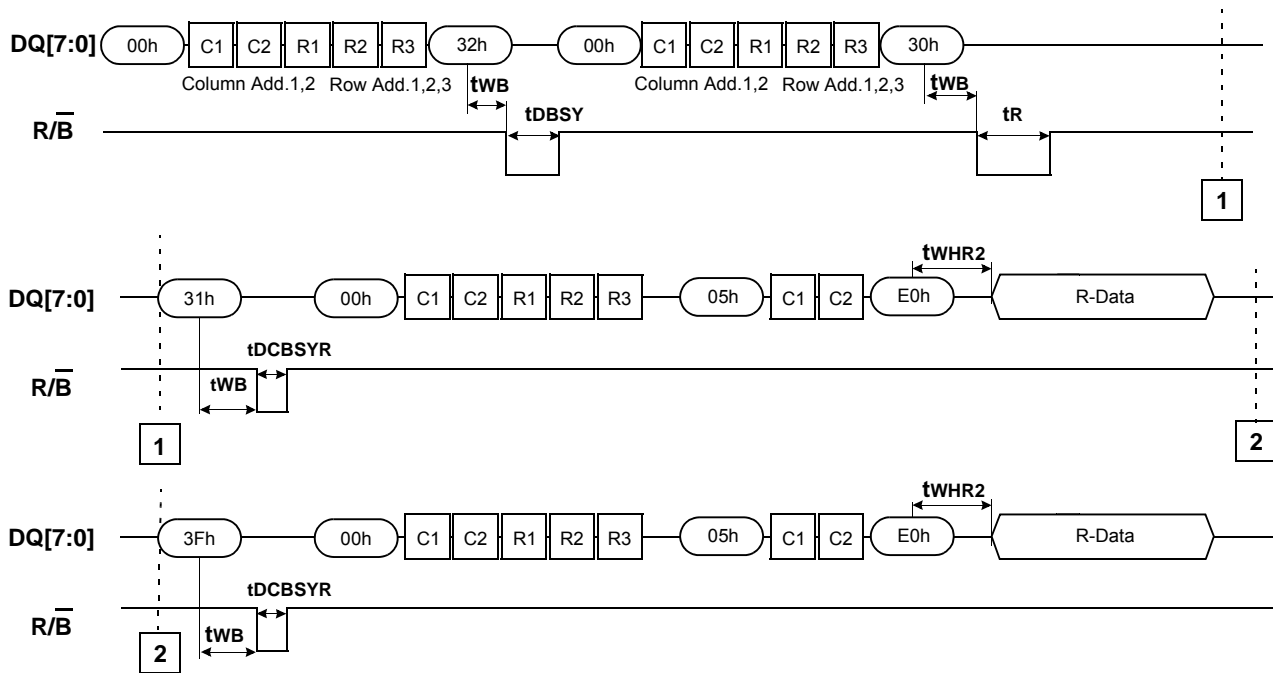 DQ[7:0] 00h C1 C2 R1 R2 R3 32h 00h C1 C2 R1 R2 R3 30h
Column Add.1,2 Row Add.1,2,3 tWB Column Add.1,2 Row Add.1,2,3 tWB
tDBSY tR
R/B̅
1
tWHR2
DQ[7:0] 31h 00h C1 C2 R1 R2 R3 05h C1 C2 E0h R-Data
tDCBSYR
R/B̅ tWB
1 2
tWHR2
DQ[7:0] 3Fh 00h C1 C2 R1 R2 R3 05h C1 C2 E0h R-Data
tDCBSYR
R/B̅ tWB
2